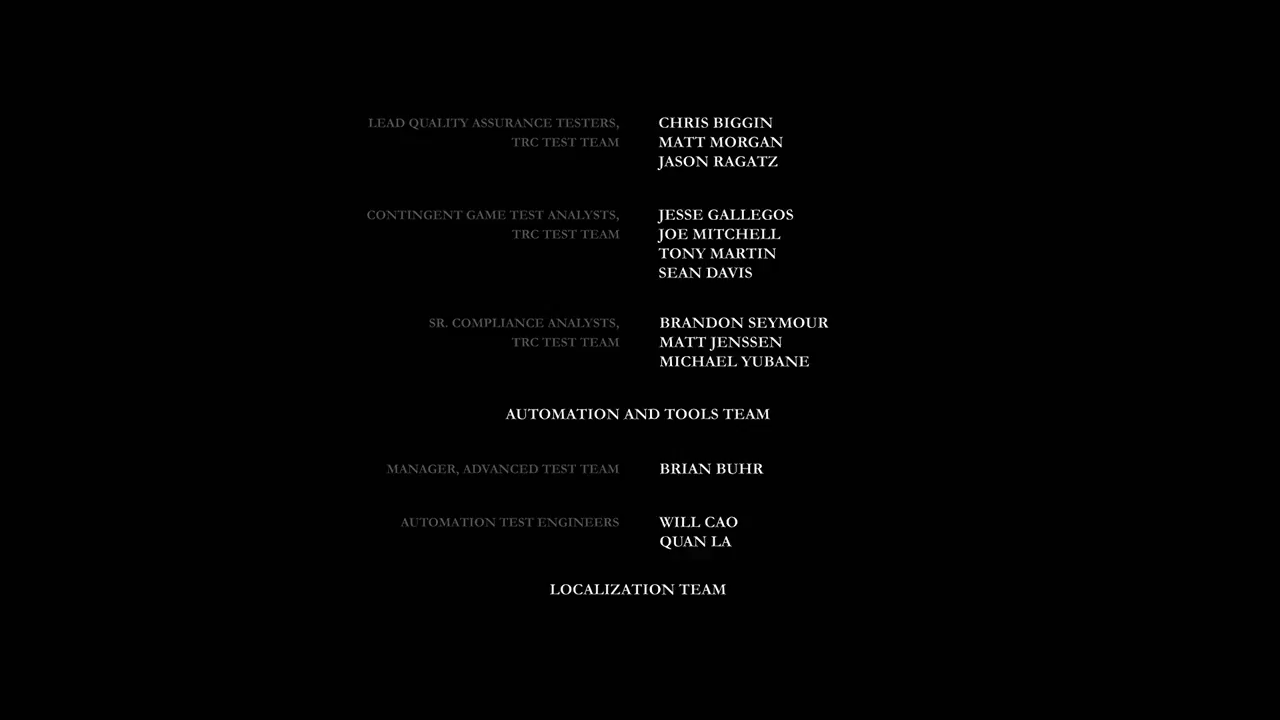 LEAD QUALITY ASSURANCE TESTERS, CHRIS BIGGIN
TRC TEST TEAM MATT MORGAN
JASON RAGATZ
CONTINGENT GAME TEST ANALYSTS, JESSE GALLEGOS
TRC TEST TEAM JOE MITCHELL
TONY MARTIN
SEAN DAVIS
SR. COMPLIANCE ANALYSTS, BRANDON SEYMOUR
TRC TEST TEAM MATT JENSSEN
MICHAEL YUBANE
AUTOMATION AND TOOLS TEAM
MANAGER, ADVANCED TEST TEAM BRIAN BUHR
AUTOMATION TEST ENGINEERS WILL CAO
QUAN LA
LOCALIZATION TEAM